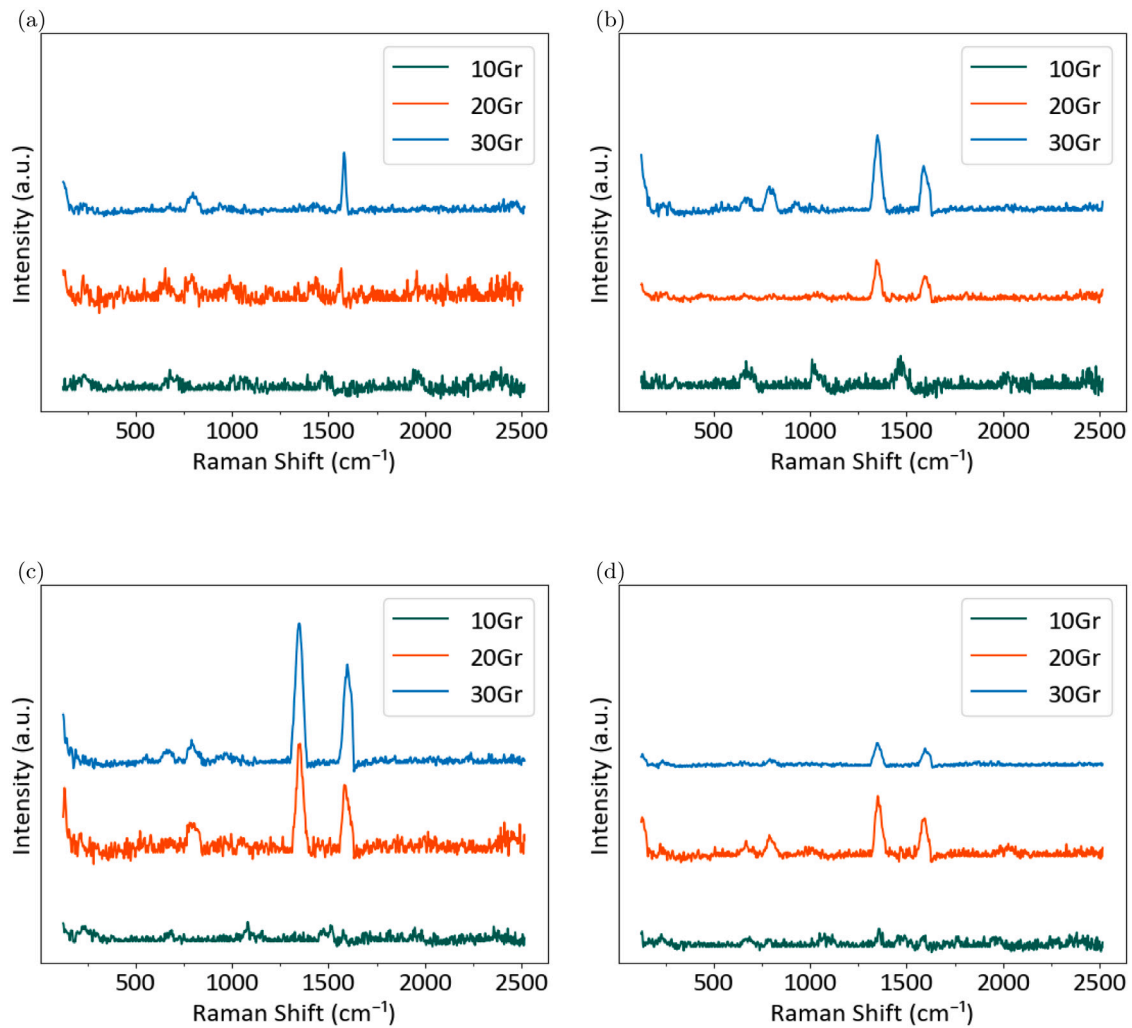 (a)
10Gr
20Gr
30Gr
Intensity (a.u.)
500 1000 1500 2000 2500
Raman Shift (cm⁻¹)
(b)
10Gr
20Gr
30Gr
Intensity (a.u.)
500 1000 1500 2000 2500
Raman Shift (cm⁻¹)
(c)
10Gr
20Gr
30Gr
Intensity (a.u.)
500 1000 1500 2000 2500
Raman Shift (cm⁻¹)
(d)
10Gr
20Gr
30Gr
Intensity (a.u.)
500 1000 1500 2000 2500
Raman Shift (cm⁻¹)